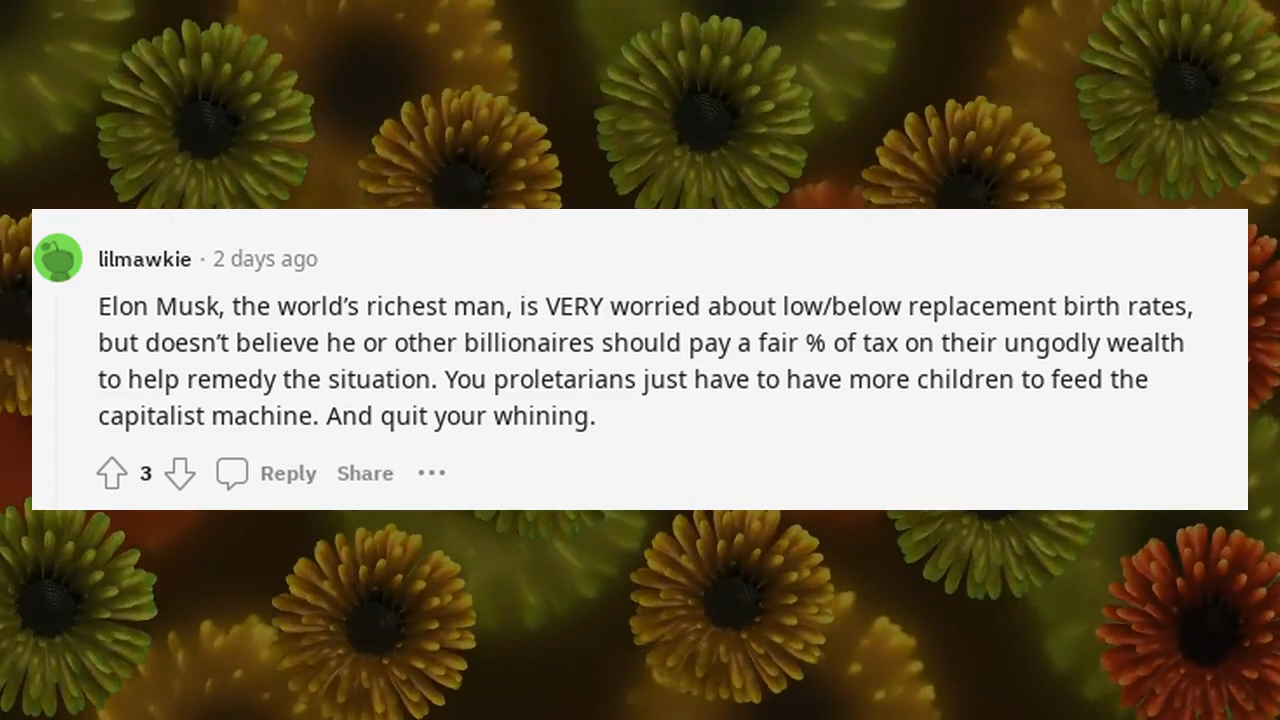 lilmawkie · 2 days ago
Elon Musk, the world’s richest man, is VERY worried about low/below replacement birth rates,
but doesn’t believe he or other billionaires should pay a fair % of tax on their ungodly wealth
to help remedy the situation. You proletarians just have to have more children to feed the
capitalist machine. And quit your whining.
3 Reply Share ···